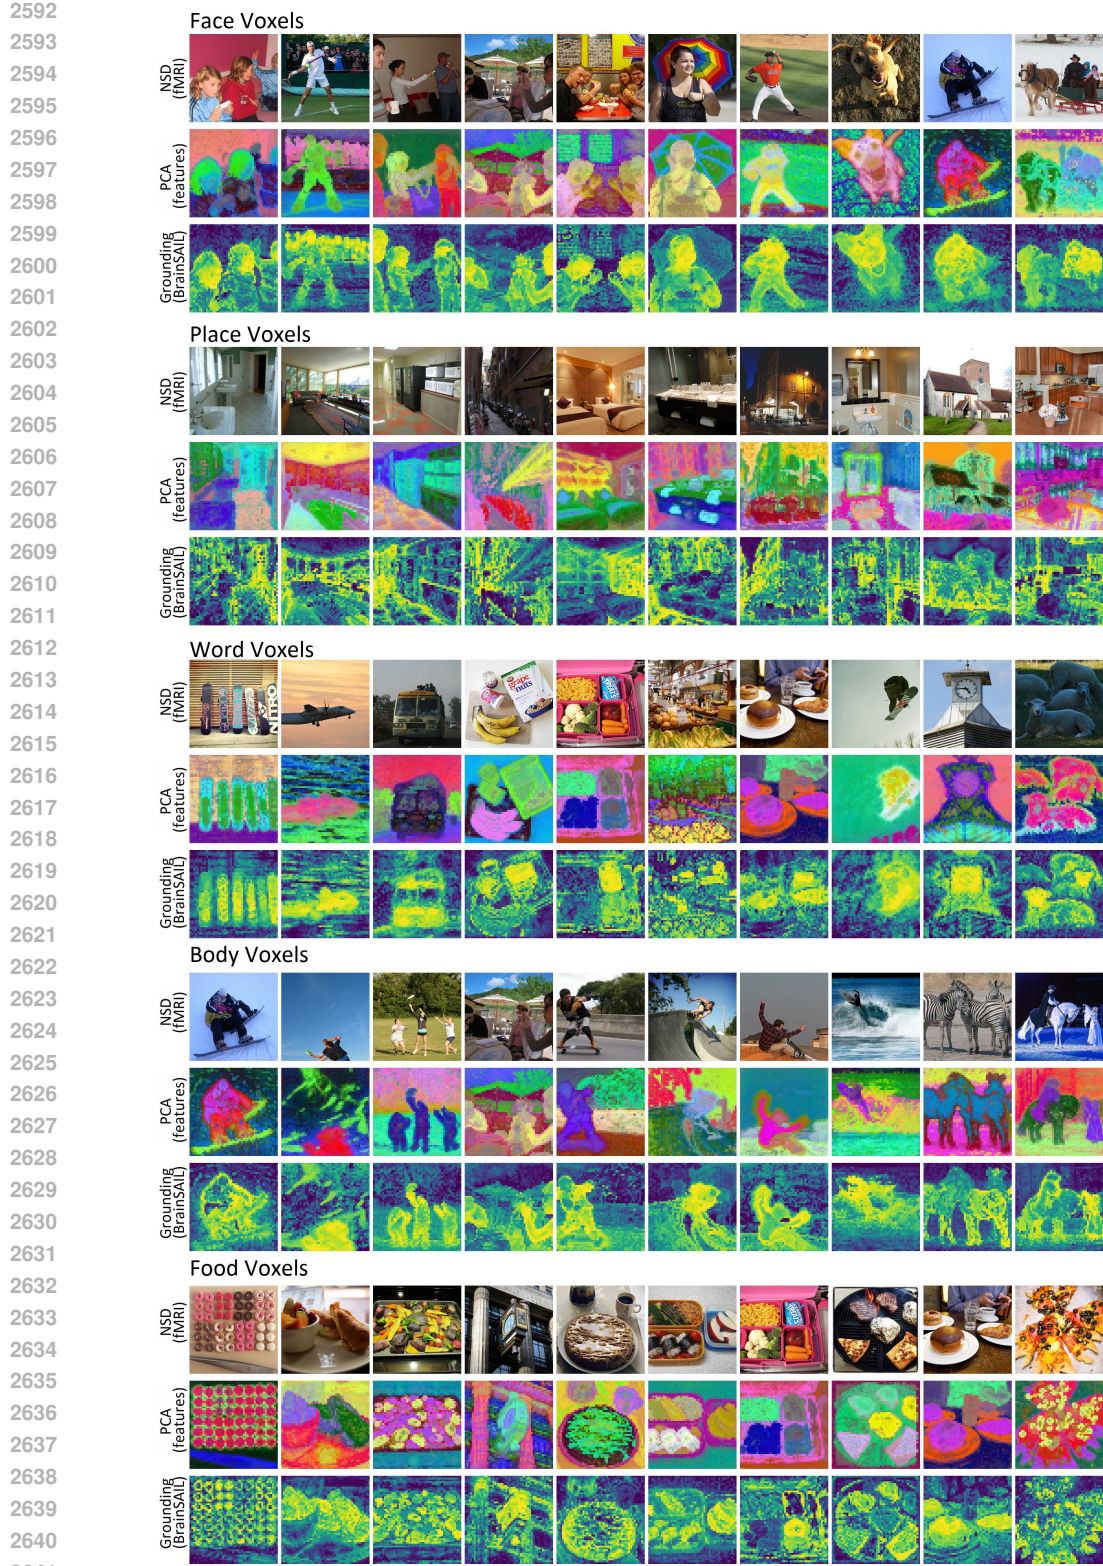 2592
2593
2594
2595
2596
2597
2598
2599
2600
2601
2602
2603
2604
2605
2606
2607
2608
2609
2610
2611
2612
2613
2614
2615
2616
2617
2618
2619
2620
2621
2622
2623
2624
2625
2626
2627
2628
2629
2630
2631
2632
2633
2634
2635
2636
2637
2638
2639
2640
Face Voxels
NSD
(fMRI)
PCA
(features)
Grounding
(BrainSAIL)
Place Voxels
NSD
(fMRI)
PCA
(features)
Grounding
(BrainSAIL)
Word Voxels
NSD
(fMRI)
NITRO
grape
nuts
PCA
(features)
Grounding
(BrainSAIL)
Body Voxels
NSD
(fMRI)
PCA
(features)
Grounding
(BrainSAIL)
Food Voxels
NSD
(fMRI)
PCA
(features)
Grounding
(BrainSAIL)